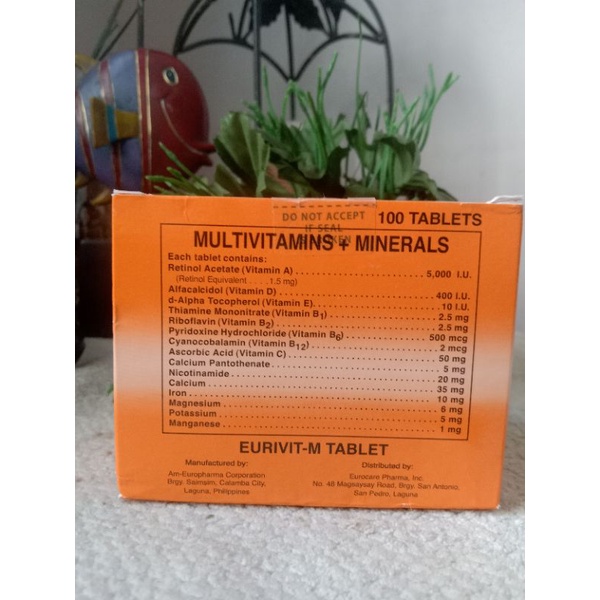 DO NOT ACCEPT
IF SEAL
100 TABLETS
MULTIVITAMINS + MINERALS
Each tablet contains:
Retinol Acetate (Vitamin A) 5,000 I.U.
(Retinol Equivalent ....1.5 mg)
Alfacalcidol (Vitamin D) 400 I.U.
d-Alpha Tocopherol (Vitamin E) 10 I.U.
Thiamine Mononitrate (Vitamin B1) 2.5 mg
Riboflavin (Vitamin B2) 2.5 mg
Pyridoxine Hydrochloride (Vitamin B6) 500 mcg
Cyanocobalamin (Vitamin B12) 2 mcg
Ascorbic Acid (Vitamin C) 50 mg
Calcium Pantothenate 5 mg
Nicotinamide 20 mg
Calcium 35 mg
Iron 10 mg
Magnesium 6 mg
Potassium 5 mg
Manganese 1 mg
EURIVIT-M TABLET
Manufactured by:
Am-Europharma Corporation
Brgy. Saimsim, Calamba City,
Laguna, Philippines
Distributed by:
Eurocare Pharma, Inc.
No. 48 Magsaysay Road, Brgy. San Antonio,
San Pedro, Laguna